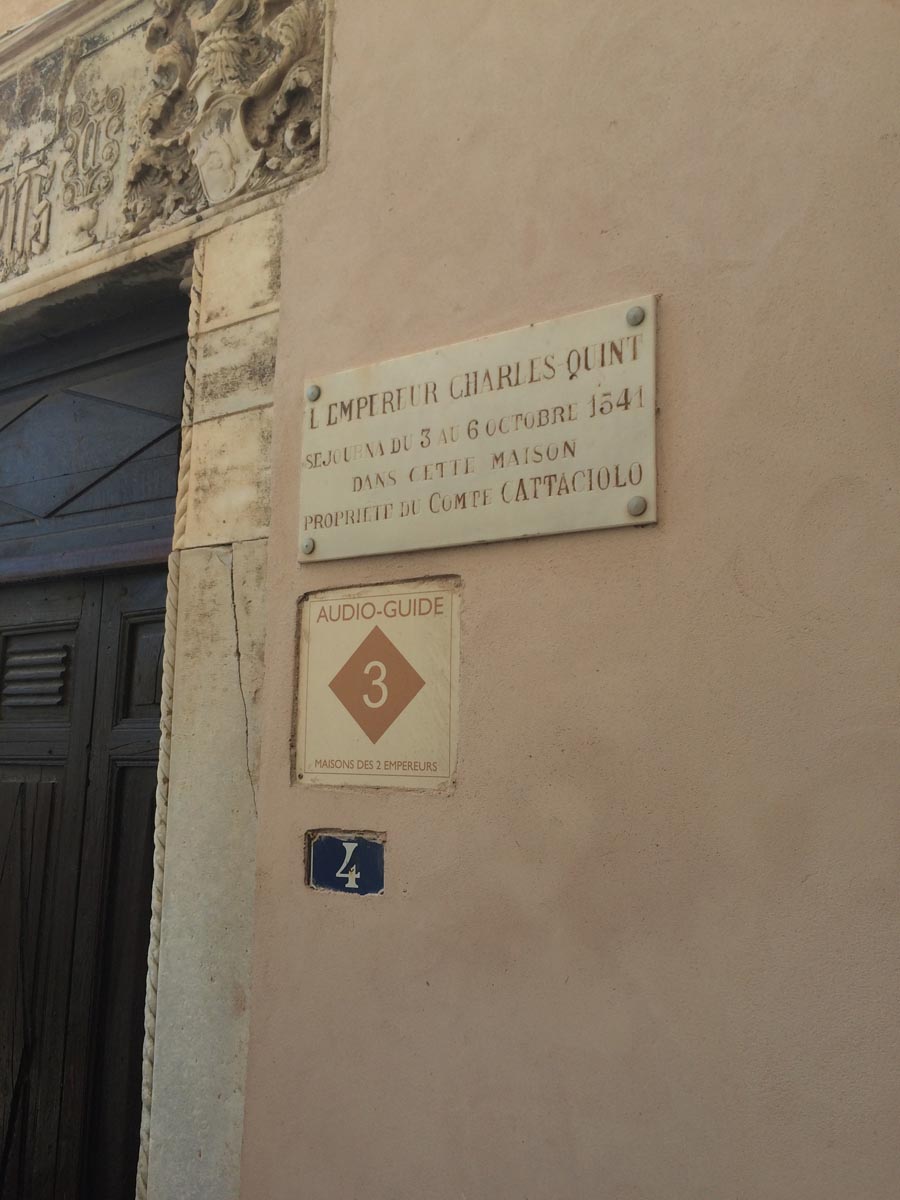 L'EMPEREUR CHARLES-QUINT
SEJOURNA DU 3 AU 6 OCTOBRE 1541
DANS CETTE MAISON
PROPRIETE DU COMTE CATTACIOLO
AUDIO-GUIDE
3
MAISONS DES 2 EMPEREURS
4